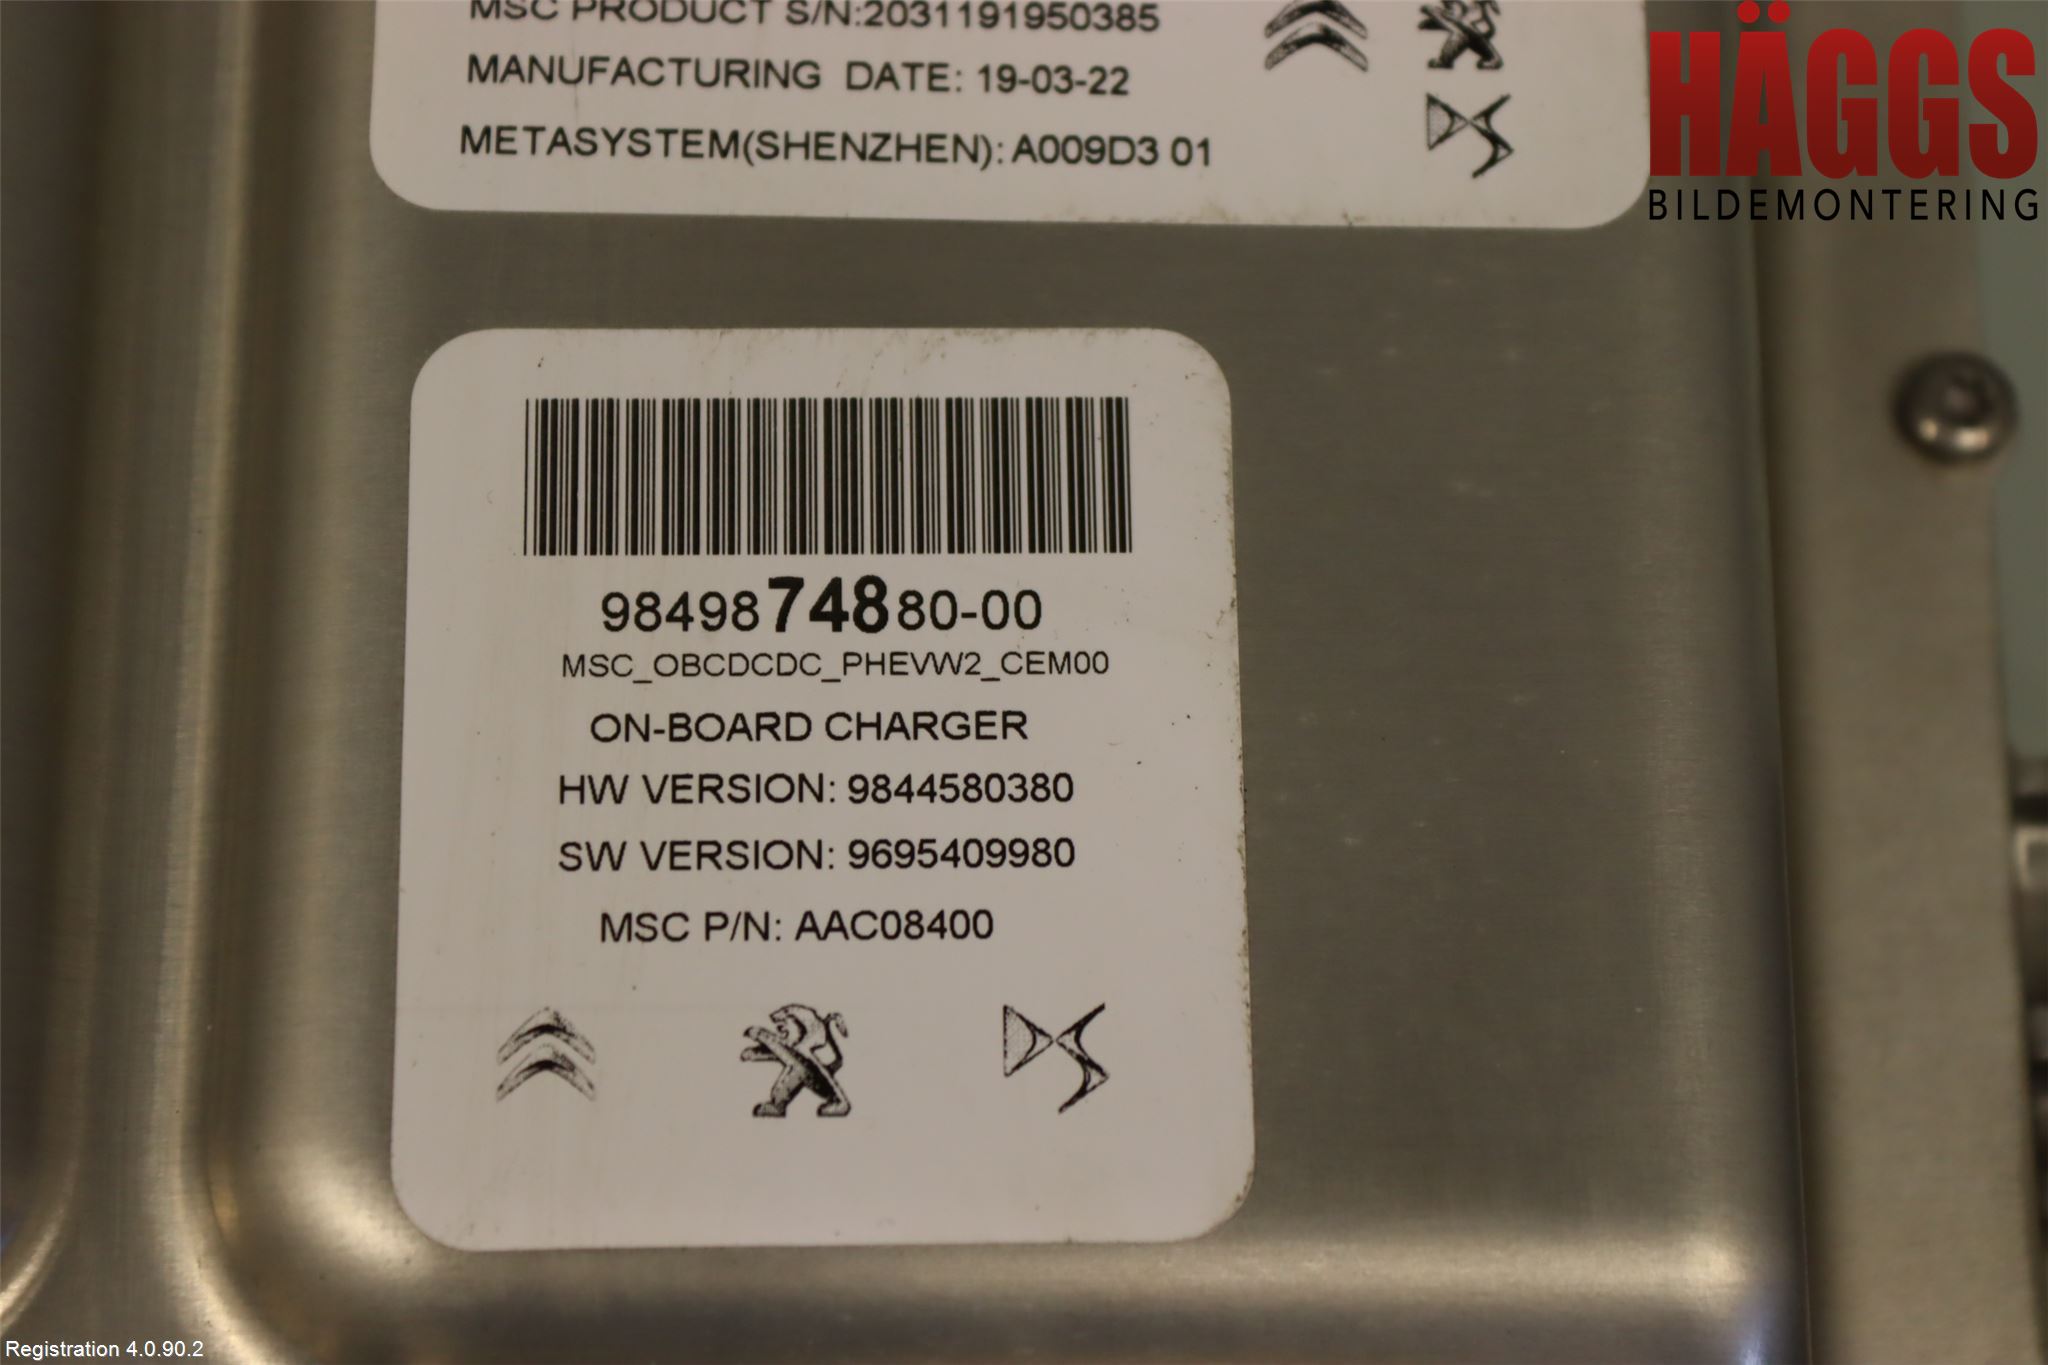 MSC PRODUCT S/N:2031191950385
MANUFACTURING DATE: 19-03-22
METASYSTEM(SHENZHEN): A009D3 01
HÄGGS
BILDEMONTERING
9849874880-00
MSC_OBCDCDC_PHEVW2_CEM00
ON-BOARD CHARGER
HW VERSION: 9844580380
SW VERSION: 9695409980
MSC P/N: AAC08400
DS
Registration 4.0.90.2